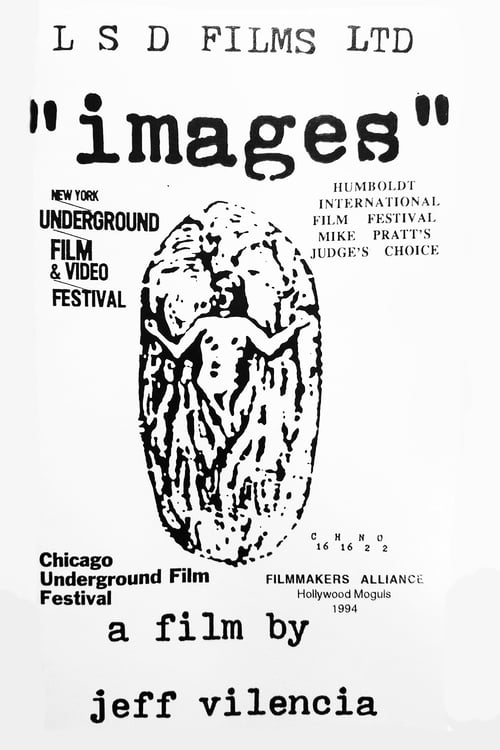 L S D FILMS LTD
"images"
NEW YORK
UNDERGROUND
FILM
& VIDEO
FESTIVAL
HUMBOLDT
INTERNATIONAL
FILM FESTIVAL
MIKE PRATT'S
JUDGE'S CHOICE
C H N O
16 16 2 2
Chicago
Underground Film
Festival
FILMMAKERS ALLIANCE
Hollywood Moguls
1994
a film by
jeff vilencia